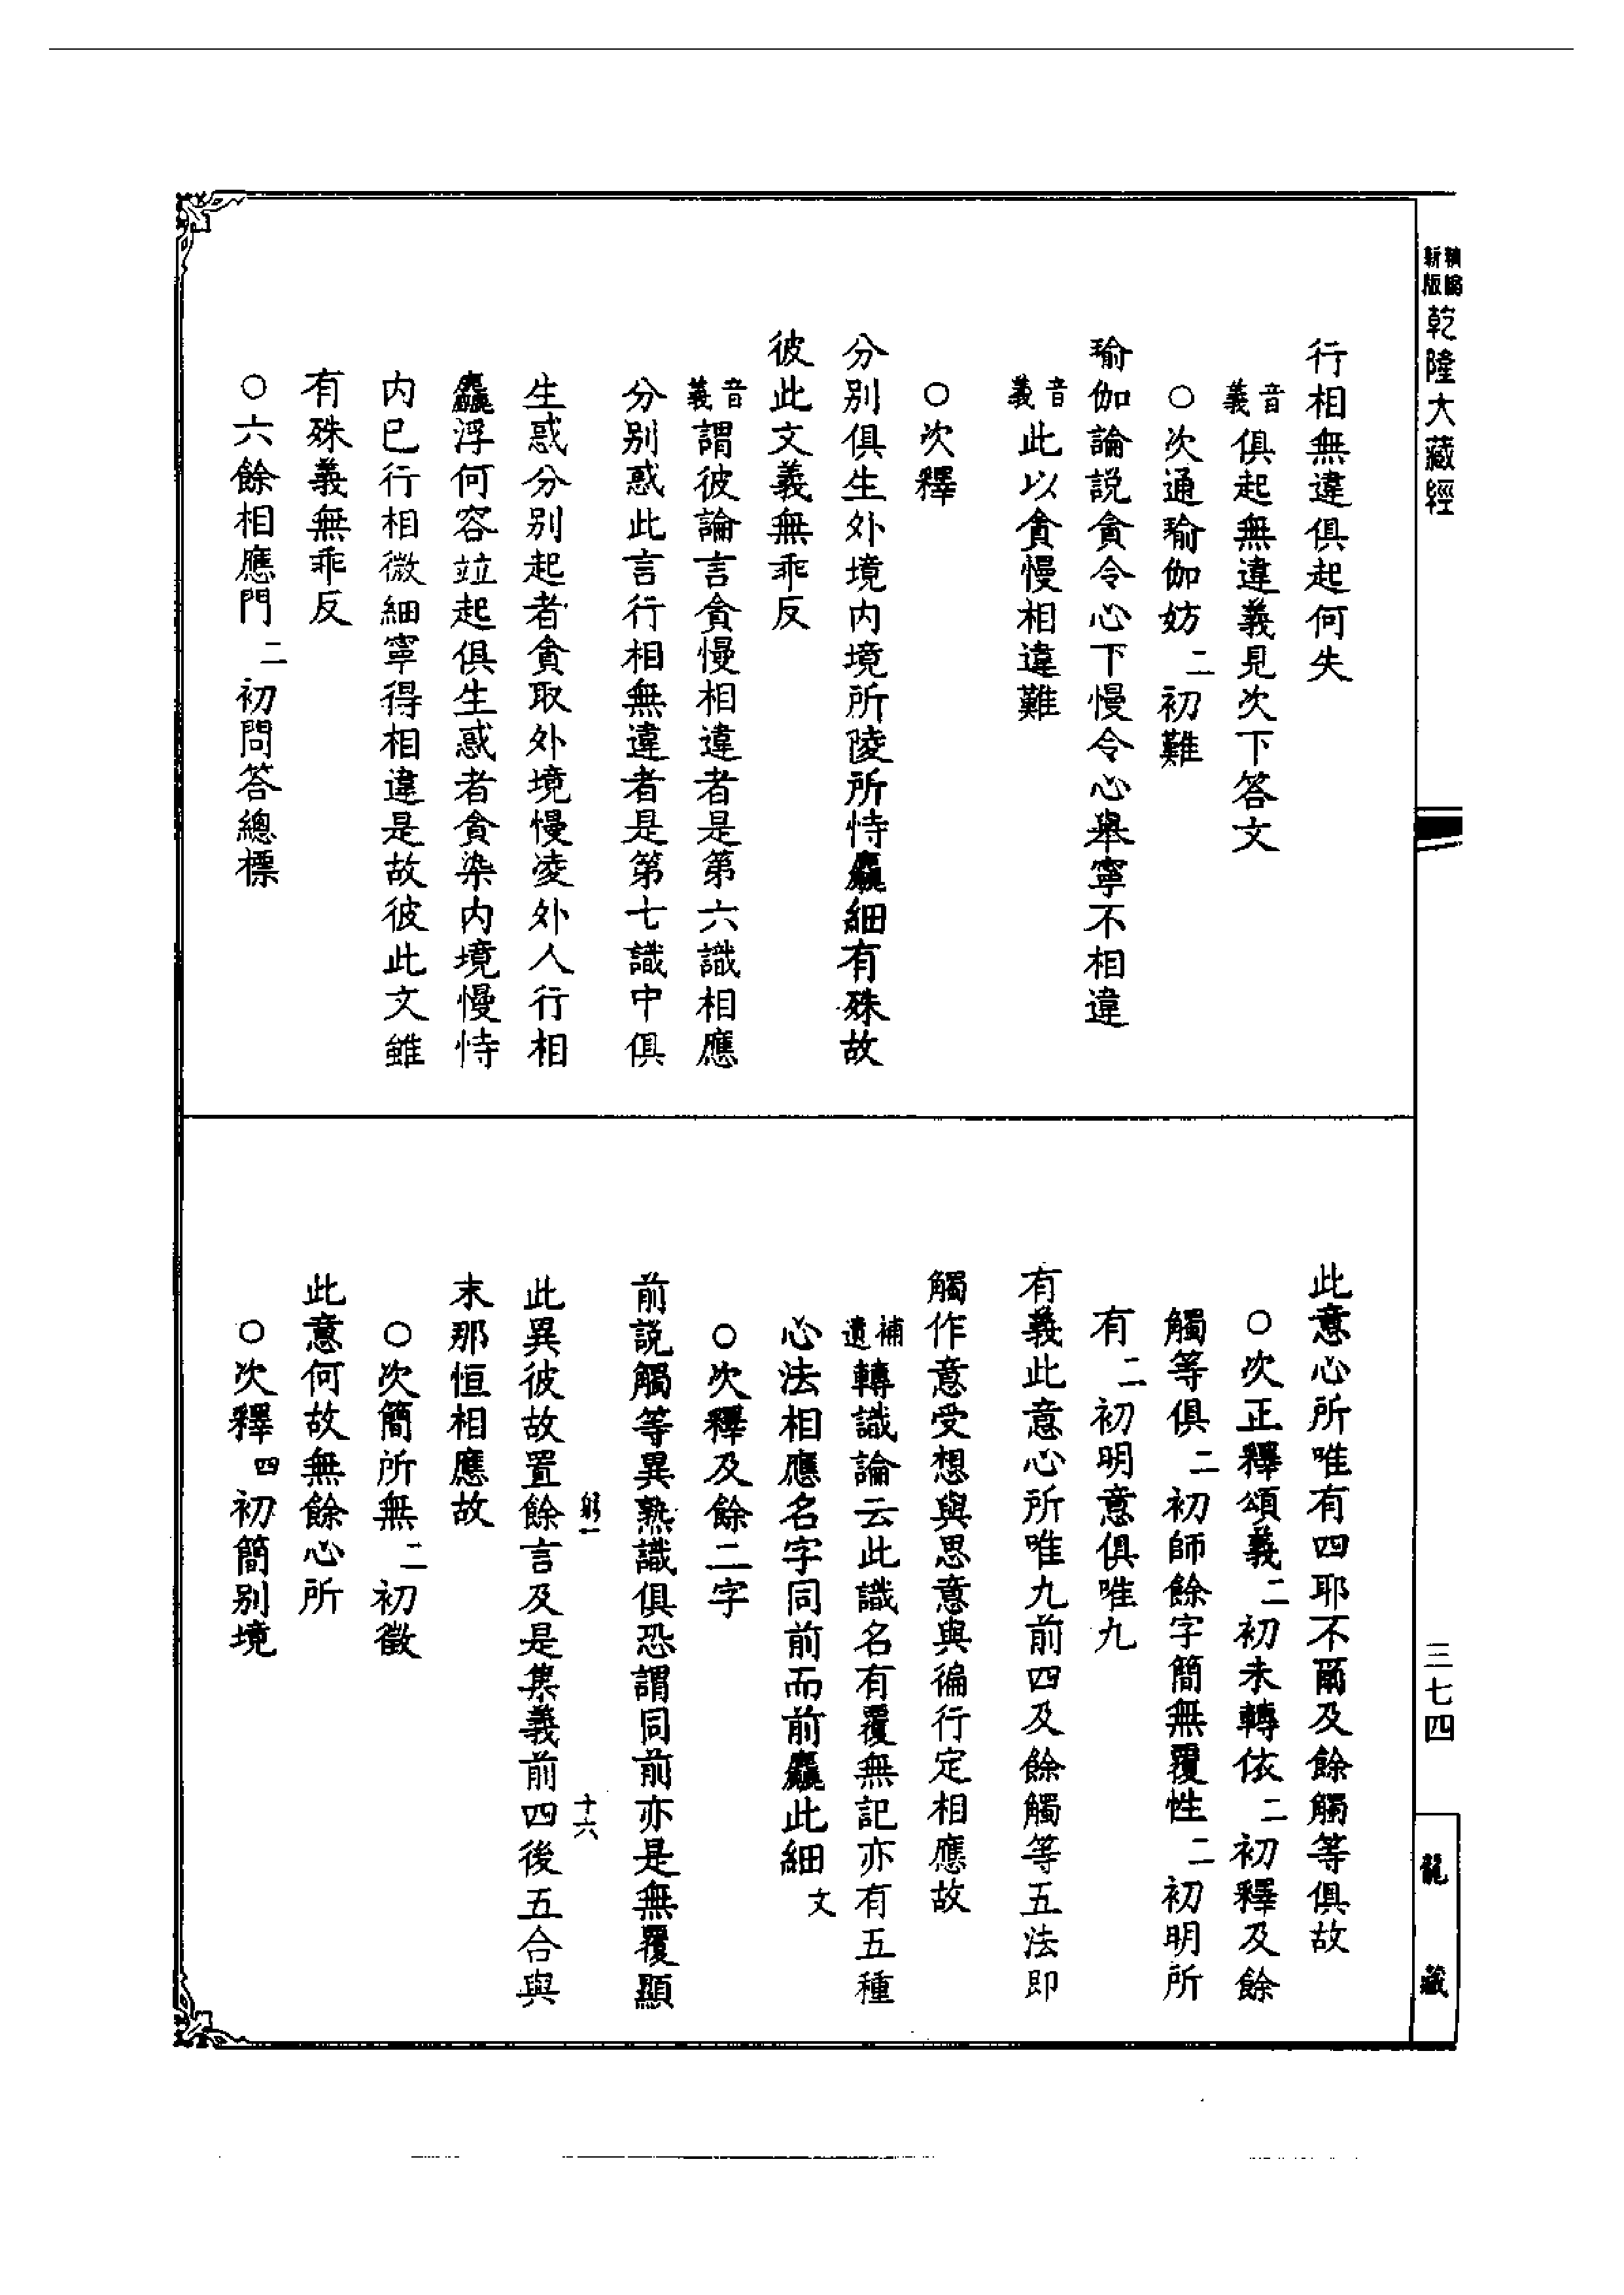 精編
新版
乾隆大藏經
行相無違俱起何失
音義俱起無違義見次下答文
○次通瑜伽妨二初難
瑜伽論説貪令心下慢令心舉寧不相違
音義此以貪慢相違難
○次釋
分別俱生外境内境所陵所恃麤細有殊故
彼此文義無乖反
音義謂彼論言貪慢相違者是第六識相應
分别惑此言行相無違者是第七識中俱
生惑分别起者貪取外境慢凌外人行相
麤浮何容竝起俱生惑者貪染内境慢恃
内已行相微細寧得相違是故彼此文雖
有殊義無乖反
○六餘相應門二初問答總標
此意心所唯有四耶不爾及餘觸等俱故
○次正釋頌義二初未轉依二初釋及餘
觸等俱二初師餘字簡無覆性二初明所
有二初明意俱唯九
有義此意心所唯九前四及餘觸等五法即
觸作意受想與思意與徧行定相應故
補遺轉識論云此識名有覆無記亦有五種
心法相應名字同前而前麤此細文
○次釋及餘二字
前説觸等異熟識俱恐謂同前亦是無覆顯
十六
此異彼故置餘言及是集義前四後五合與
末那恒相應故
○次簡所無二初徵
此意何故無餘心所
○次釋四初簡别境
三七四
龍藏